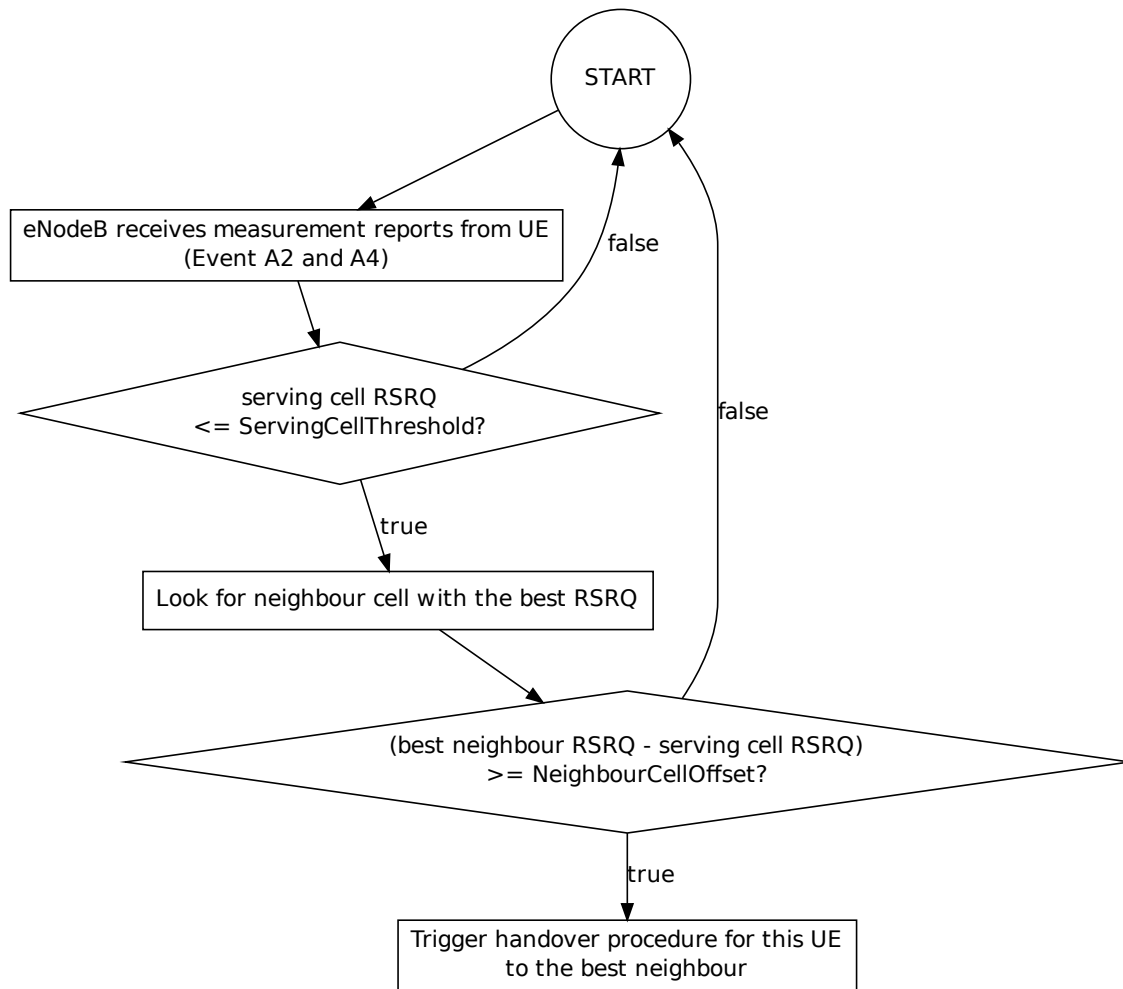 START
eNodeB receives measurement reports from UE
(Event A2 and A4)
false
serving cell RSRQ
<= ServingCellThreshold?
false
true
Look for neighbour cell with the best RSRQ
(best neighbour RSRQ - serving cell RSRQ)
>= NeighbourCellOffset?
true
Trigger handover procedure for this UE
to the best neighbour